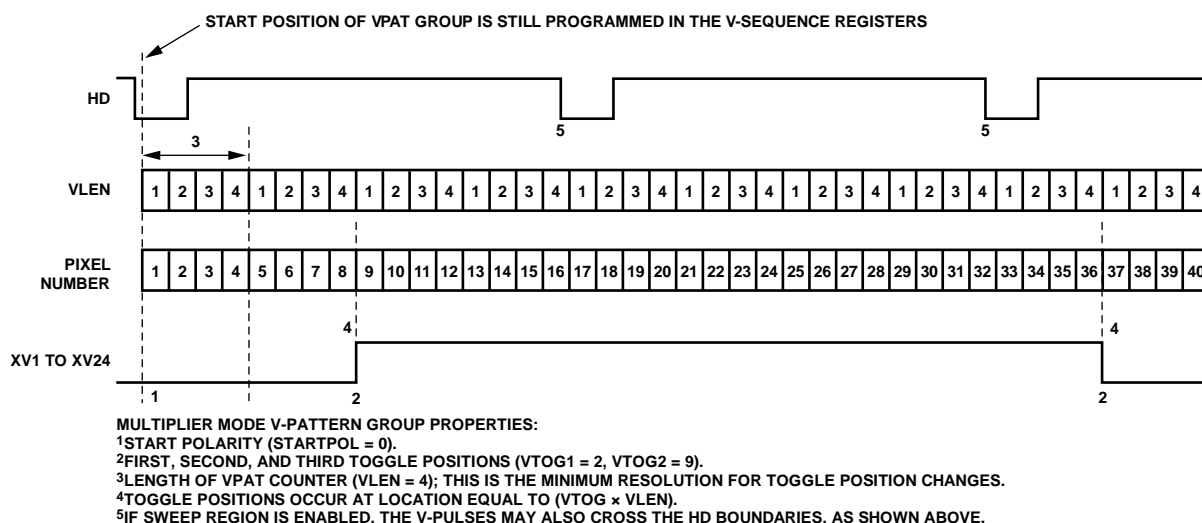 START POSITION OF VPAT GROUP IS STILL PROGRAMMED IN THE V-SEQUENCE REGISTERS
HD
5 5
3
VLEN 1 2 3 4 1 2 3 4 1 2 3 4 1 2 3 4 1 2 3 4 1 2 3 4 1 2 3 4 1 2 3 4 1 2 3 4 1 2 3 4
PIXEL
NUMBER 1 2 3 4 5 6 7 8 9 10 11 12 13 14 15 16 17 18 19 20 21 22 23 24 25 26 27 28 29 30 31 32 33 34 35 36 37 38 39 40
4 4
XV1 TO XV24
1 2 2
MULTIPLIER MODE V-PATTERN GROUP PROPERTIES:
1START POLARITY (STARTPOL = 0).
2FIRST, SECOND, AND THIRD TOGGLE POSITIONS (VTOG1 = 2, VTOG2 = 9).
3LENGTH OF VPAT COUNTER (VLEN = 4); THIS IS THE MINIMUM RESOLUTION FOR TOGGLE POSITION CHANGES.
4TOGGLE POSITIONS OCCUR AT LOCATION EQUAL TO (VTOG × VLEN).
5IF SWEEP REGION IS ENABLED, THE V-PULSES MAY ALSO CROSS THE HD BOUNDARIES, AS SHOWN ABOVE.